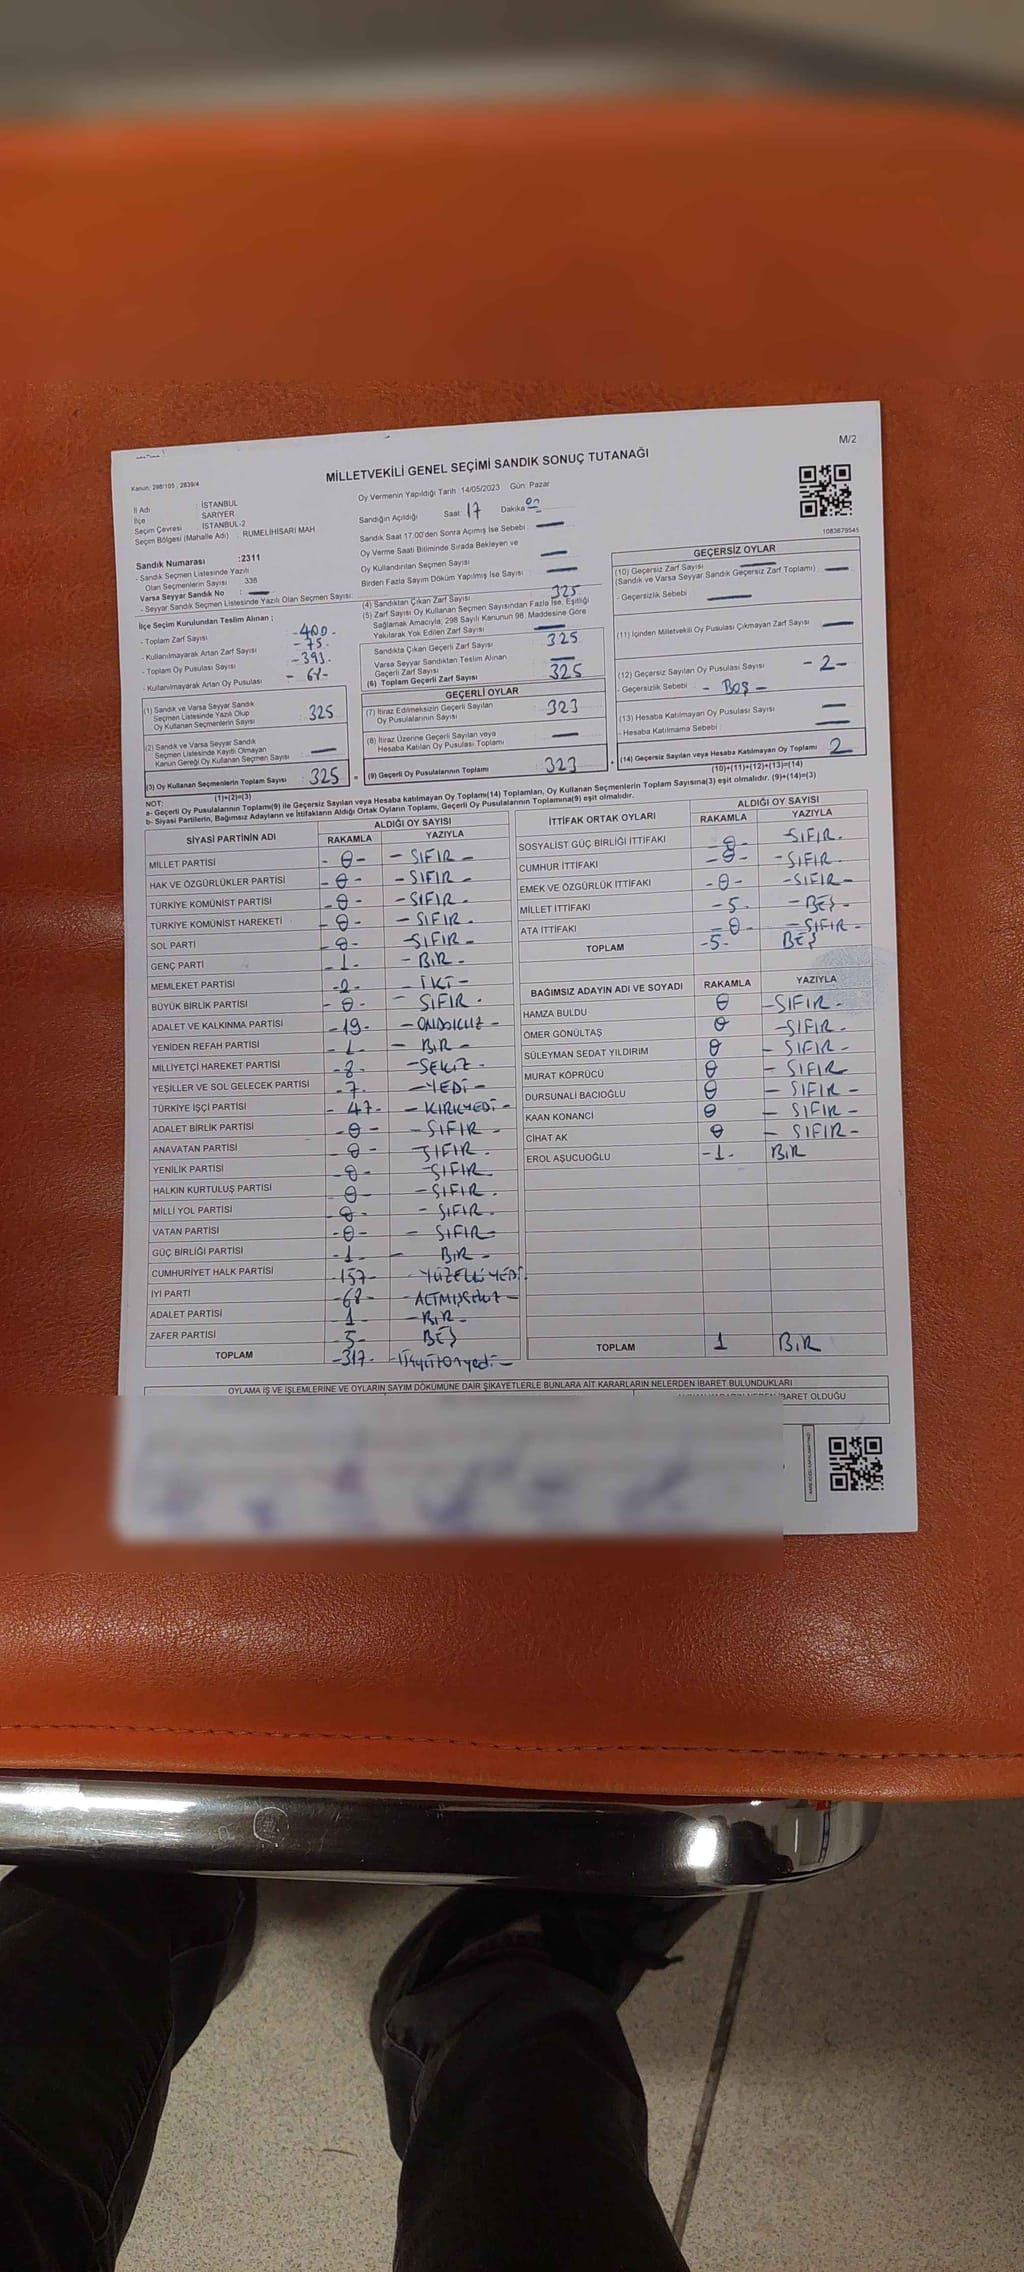 M/2
MİLLETVEKİLİ GENEL SEÇİMİ SANDIK SONUÇ TUTANAĞI
Kanun: 298/105 , 2839/4
İl Adı : İSTANBUL
İlçe : SARIYER
Seçim Çevresi : İSTANBUL-2
Seçim Bölgesi (Mahalle Adı) : RUMELİHİSARI MAH
Oy Vermenin Yapıldığı Tarih : 14/05/2023 Gün: Pazar
Sandığın Açıldığı Saat: 17 Dakika
Sandık Saat 17.00'den Sonra Açmış İse Sebebi : —
Oy Verme Saati Bitiminde Sırada Bekleyen ve
Oy Kullandırılan Seçmen Sayısı —
Birden Fazla Sayım Döküm Yapılmış İse Sayısı : —
1083679545
Sandık Numarası : 2311
- Sandık Seçmen Listesinde Yazılı
Olan Seçmenlerin Sayısı 338
Varsa Seyyar Sandık No : —
- Seyyar Sandık Seçmen Listesinde Yazılı Olan Seçmen Sayısı:
İlçe Seçim Kurulundan Teslim Alınan ;
- Toplam Zarf Sayısı -400-
- Kullanılmayarak Artan Zarf Sayısı -75-
- Toplam Oy Pusulası Sayısı -393-
- Kullanılmayarak Artan Oy Pusulası -68-
(1) Sandık ve Varsa Seyyar Sandık
Seçmen Listesinde Yazılı Olup
Oy Kullanan Seçmenlerin Sayısı : 325
(2) Sandık ve Varsa Seyyar Sandık
Seçmen Listesinde Kayıtlı Olmayan
Kanun Gereği Oy Kullanan Seçmen Sayısı : —
(3) Oy Kullanan Seçmenlerin Toplam Sayısı : 325
(1)+(2)=(3)
(4) Sandıktan Çıkan Zarf Sayısı : 325
(5) Zarf Sayısı Oy Kullanan Seçmen Sayısından Fazla İse, Eşitliği
Sağlamak Amacıyla; 298 Sayılı Kanunun 98. Maddesine Göre
Yakılarak Yok Edilen Zarf Sayısı : —
Sandıkta Çıkan Geçerli Zarf Sayısı : 325
Varsa Seyyar Sandıktan Teslim Alınan
Geçerli Zarf Sayısı —
(6) Toplam Geçerli Zarf Sayısı : 325
GEÇERLİ OYLAR
(7) İtiraz Edilmeksizin Geçerli Sayılan
Oy Pusulalarının Sayısı : 323
(8) İtiraz Üzerine Geçerli Sayılan veya
Hesaba Katılan Oy Pusulası Toplamı : —
(9) Geçerli Oy Pusulalarının Toplamı : 323
GEÇERSİZ OYLAR
(10) Geçersiz Zarf Sayısı
(Sandık ve Varsa Seyyar Sandık Geçersiz Zarf Toplamı) : —
- Geçersizlik Sebebi : —
(11) İçinden Milletvekili Oy Pusulası Çıkmayan Zarf Sayısı : —
(12) Geçersiz Sayılan Oy Pusulası Sayısı : -2-
- Geçersizlik Sebebi : - BOŞ -
(13) Hesaba Katılmayan Oy Pusulası Sayısı : —
- Hesaba Katılmama Sebebi : —
(14) Geçersiz Sayılan veya Hesaba Katılmayan Oy Toplamı : 2
(10)+(11)+(12)+(13)=(14)
NOT:
a- Geçerli Oy Pusulalarının Toplamı(9) ile Geçersiz Sayılan veya Hesaba katılmayan Oy Toplamı(14) Toplamları, Oy Kullanan Seçmenlerin Toplam Sayısına(3) eşit olmalıdır. (9)+(14)=(3)
b- Siyasi Partilerin, Bağımsız Adayların ve İttifakların Aldığı Ortak Oyların Toplamı, Geçerli Oy Pusulalarının Toplamına(9) eşit olmalıdır.
SİYASİ PARTİNİN ADI ALDIĞI OY SAYISI
RAKAMLA YAZIYLA
MİLLET PARTİSİ -0- -SIFIR-
HAK VE ÖZGÜRLÜKLER PARTİSİ -0- -SIFIR-
TÜRKİYE KOMÜNİST PARTİSİ -0- -SIFIR-
TÜRKİYE KOMÜNİST HAREKETİ -0- -SIFIR-
SOL PARTİ -0- -SIFIR-
GENÇ PARTİ -1- -BİR-
MEMLEKET PARTİSİ -2- -İKİ-
BÜYÜK BİRLİK PARTİSİ -0- -SIFIR-
ADALET VE KALKINMA PARTİSİ -19- -ONDOKUZ-
YENİDEN REFAH PARTİSİ -1- -BİR-
MİLLİYETÇİ HAREKET PARTİSİ -8- -SEKİZ-
YEŞİLLER VE SOL GELECEK PARTİSİ -7- -YEDİ-
TÜRKİYE İŞÇİ PARTİSİ -47- -KIRKYEDİ-
ADALET BİRLİK PARTİSİ -0- -SIFIR-
ANAVATAN PARTİSİ -0- SIFIR-
YENİLİK PARTİSİ -0- -SIFIR-
HALKIN KURTULUŞ PARTİSİ -0- -SIFIR-
MİLLİ YOL PARTİSİ -0- -SIFIR-
VATAN PARTİSİ -0- -SIFIR-
GÜÇ BİRLİĞİ PARTİSİ -1- -BİR-
CUMHURİYET HALK PARTİSİ -157- -YÜZELLİYEDİ-
İYİ PARTİ -68- -ALTMIŞSEKİZ-
ADALET PARTİSİ 1 -BİR-
ZAFER PARTİSİ -5- BEŞ
TOPLAM -317- -Üçyüzonyedi-
İTTİFAK ORTAK OYLARI ALDIĞI OY SAYISI
RAKAMLA YAZIYLA
SOSYALİST GÜÇ BİRLİĞİ İTTİFAKI -0- -SIFIR-
CUMHUR İTTİFAKI -0- -SIFIR-
EMEK VE ÖZGÜRLÜK İTTİFAKI -0- -SIFIR-
MİLLET İTTİFAKI -5- -BEŞ-
ATA İTTİFAKI -0- -SIFIR-
TOPLAM -5- BEŞ
BAĞIMSIZ ADAYIN ADI VE SOYADI RAKAMLA YAZIYLA
HAMZA BULDU 0 -SIFIR-
ÖMER GÖNÜLTAŞ 0 -SIFIR-
SÜLEYMAN SEDAT YILDIRIM 0 -SIFIR-
MURAT KÖPRÜCÜ 0 -SIFIR-
DURSUNALİ BACIOĞLU 0 -SIFIR-
KAAN KONANCI 0 -SIFIR-
CİHAT AK 0 -SIFIR-
EROL AŞUCUOĞLU -1- BİR
TOPLAM 1 BİR
OYLAMA İŞ VE İŞLEMLERİNE VE OYLARIN SAYIM DÖKÜMÜNE DAİR ŞİKAYETLERLE BUNLARA AİT KARARLARIN NELERDEN İBARET BULUNDUKLARI
İBARET OLDUĞU